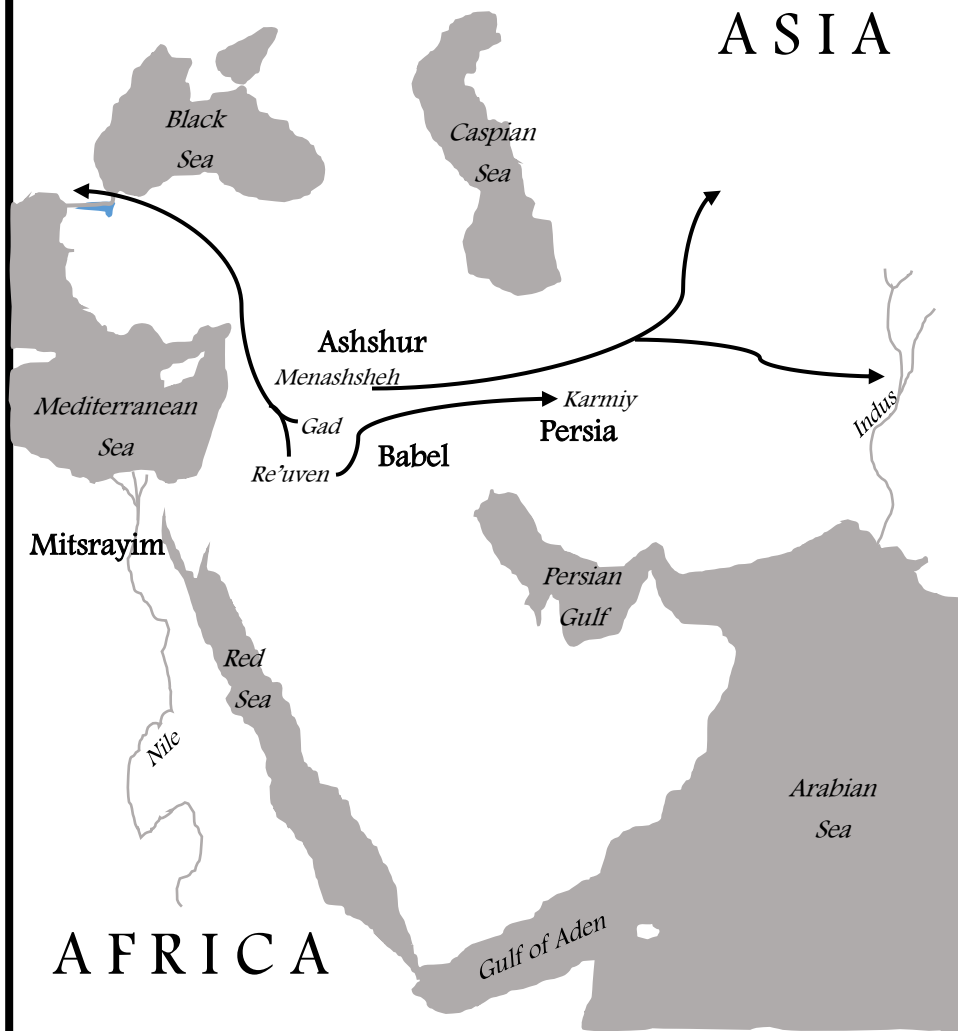 ASIA
Black
Sea
Caspian
Sea
Ashshur
Menashsheh
Karmiy
Mediterranean
Sea
Gad
Persia
Indus
Babel
Re'uven
Mitsrayim
Persian
Gulf
Red
Sea
Nile
Arabian
Sea
Gulf of Aden
AFRICA